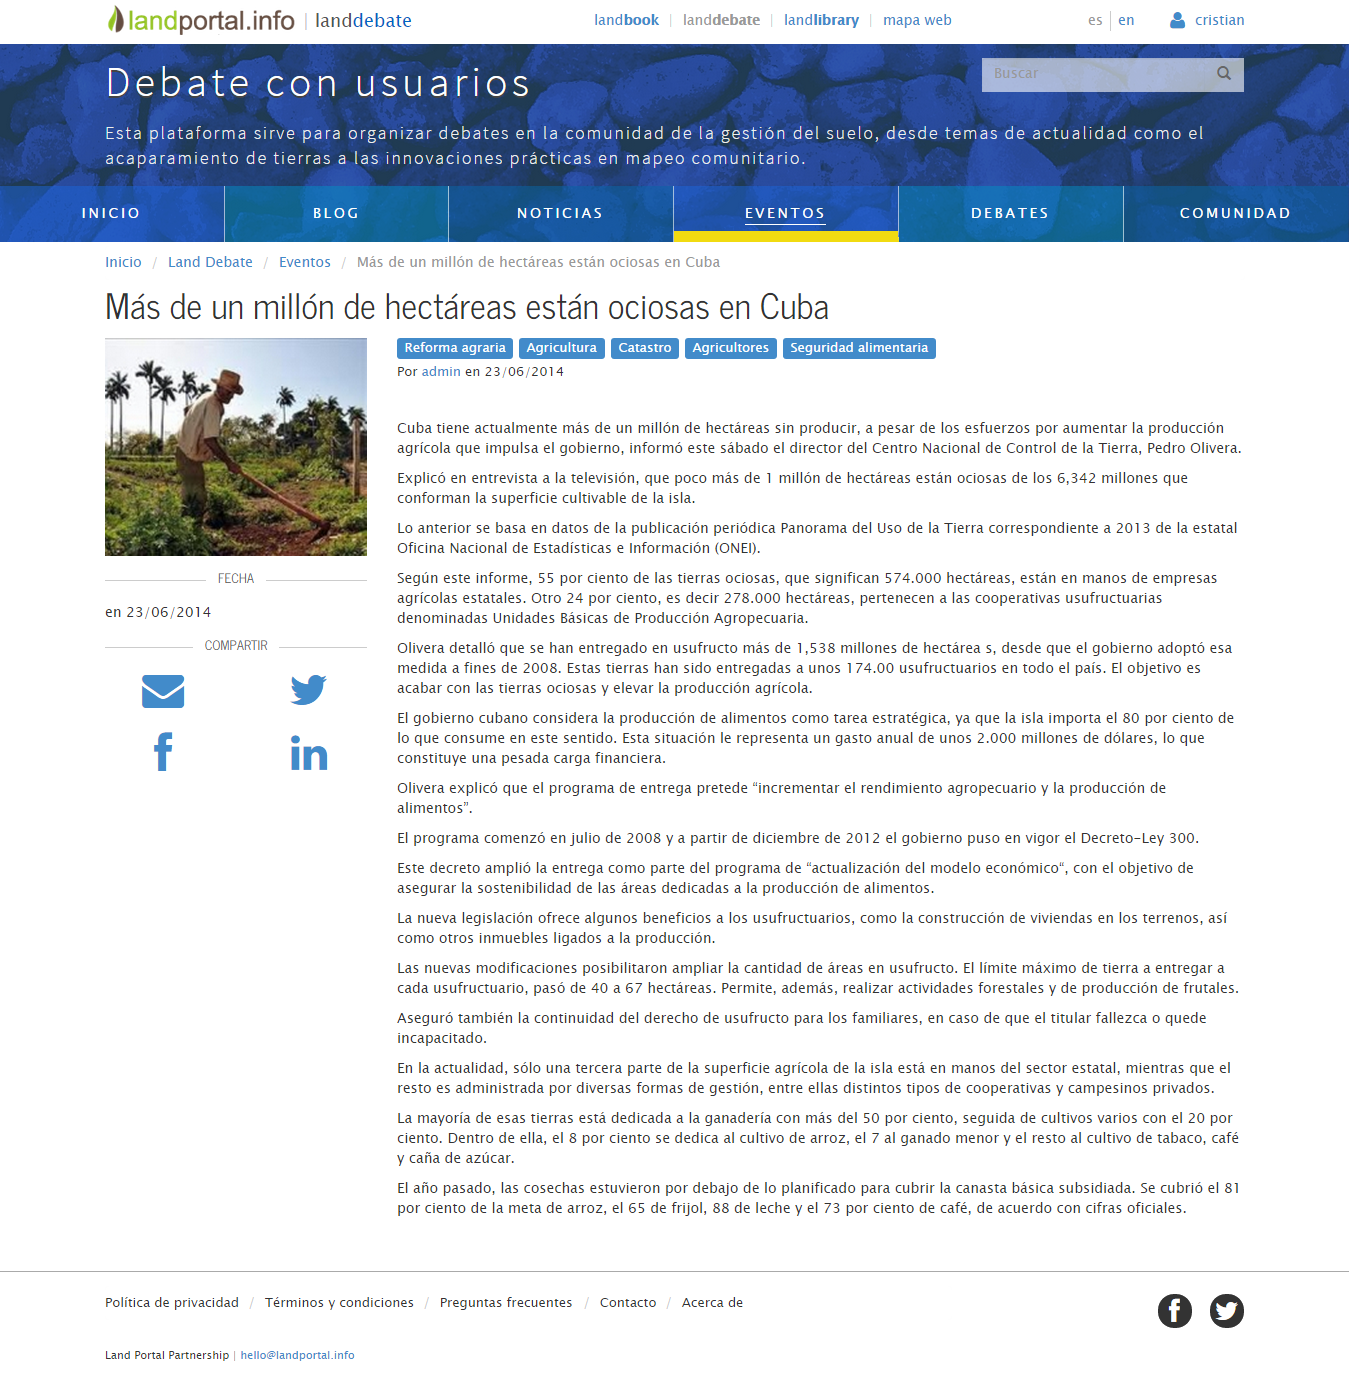 landportal.info | landdebate
landbook | landdebate | landlibrary | mapa web
es | en
cristian
Debate con usuarios
Buscar
Esta plataforma sirve para organizar debates en la comunidad de la gestión del suelo, desde temas de actualidad como el
acaparamiento de tierras a las innovaciones prácticas en mapeo comunitario.
INICIO
BLOG
NOTICIAS
EVENTOS
DEBATES
COMUNIDAD
Inicio / Land Debate / Eventos / Más de un millón de hectáreas están ociosas en Cuba
Más de un millón de hectáreas están ociosas en Cuba
Reforma agraria Agricultura Catastro Agricultores Seguridad alimentaria
Por admin en 23/06/2014
FECHA
en 23/06/2014
COMPARTIR
Cuba tiene actualmente más de un millón de hectáreas sin producir, a pesar de los esfuerzos por aumentar la producción
agrícola que impulsa el gobierno, informó este sábado el director del Centro Nacional de Control de la Tierra, Pedro Olivera.
Explicó en entrevista a la televisión, que poco más de 1 millón de hectáreas están ociosas de los 6,342 millones que
conforman la superficie cultivable de la isla.
Lo anterior se basa en datos de la publicación periódica Panorama del Uso de la Tierra correspondiente a 2013 de la estatal
Oficina Nacional de Estadísticas e Información (ONEI).
Según este informe, 55 por ciento de las tierras ociosas, que significan 574.000 hectáreas, están en manos de empresas
agrícolas estatales. Otro 24 por ciento, es decir 278.000 hectáreas, pertenecen a las cooperativas usufructuarias
denominadas Unidades Básicas de Producción Agropecuaria.
Olivera detalló que se han entregado en usufructo más de 1,538 millones de hectárea s, desde que el gobierno adoptó esa
medida a fines de 2008. Estas tierras han sido entregadas a unos 174.00 usufructuarios en todo el país. El objetivo es
acabar con las tierras ociosas y elevar la producción agrícola.
El gobierno cubano considera la producción de alimentos como tarea estratégica, ya que la isla importa el 80 por ciento de
lo que consume en este sentido. Esta situación le representa un gasto anual de unos 2.000 millones de dólares, lo que
constituye una pesada carga financiera.
Olivera explicó que el programa de entrega pretede “incrementar el rendimiento agropecuario y la producción de
alimentos”.
El programa comenzó en julio de 2008 y a partir de diciembre de 2012 el gobierno puso en vigor el Decreto-Ley 300.
Este decreto amplió la entrega como parte del programa de “actualización del modelo económico“, con el objetivo de
asegurar la sostenibilidad de las áreas dedicadas a la producción de alimentos.
La nueva legislación ofrece algunos beneficios a los usufructuarios, como la construcción de viviendas en los terrenos, así
como otros inmuebles ligados a la producción.
Las nuevas modificaciones posibilitaron ampliar la cantidad de áreas en usufructo. El límite máximo de tierra a entregar a
cada usufructuario, pasó de 40 a 67 hectáreas. Permite, además, realizar actividades forestales y de producción de frutales.
Aseguró también la continuidad del derecho de usufructo para los familiares, en caso de que el titular fallezca o quede
incapacitado.
En la actualidad, sólo una tercera parte de la superficie agrícola de la isla está en manos del sector estatal, mientras que el
resto es administrada por diversas formas de gestión, entre ellas distintos tipos de cooperativas y campesinos privados.
La mayoría de esas tierras está dedicada a la ganadería con más del 50 por ciento, seguida de cultivos varios con el 20 por
ciento. Dentro de ella, el 8 por ciento se dedica al cultivo de arroz, el 7 al ganado menor y el resto al cultivo de tabaco, café
y caña de azúcar.
El año pasado, las cosechas estuvieron por debajo de lo planificado para cubrir la canasta básica subsidiada. Se cubrió el 81
por ciento de la meta de arroz, el 65 de frijol, 88 de leche y el 73 por ciento de café, de acuerdo con cifras oficiales.
Política de privacidad / Términos y condiciones / Preguntas frecuentes / Contacto / Acerca de
Land Portal Partnership | hello@landportal.info